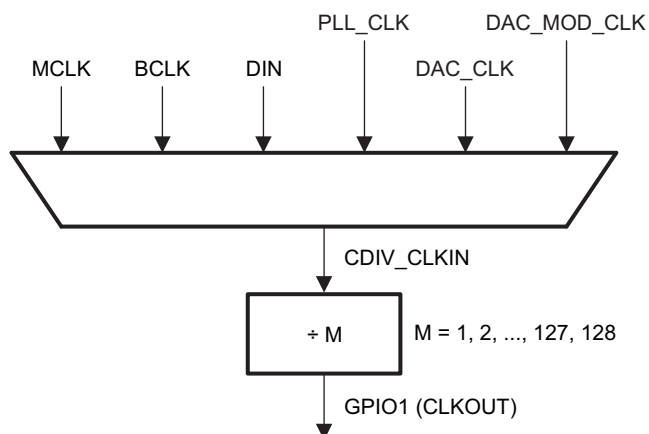 PLL_CLK DAC_MOD_CLK
MCLK BCLK DIN DAC_CLK
CDIV_CLKIN
÷ M M = 1, 2, ..., 127, 128
GPIO1 (CLKOUT)